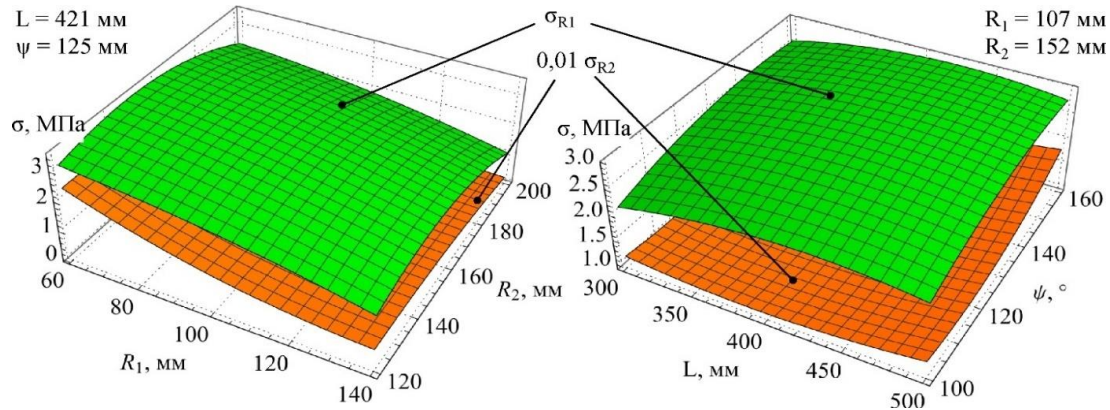 L = 421 мм
ψ = 125 мм
σR1
0,01 σR2
R1 = 107 мм
R2 = 152 мм
σ, МПа
3
2
1
0
60
80
100
120
140
R1, мм
120
140
160
180
200
R2, мм
σ, МПа
3.0
2.5
2.0
1.5
1.0
300
350
400
450
500
L, мм
100
120
140
160
ψ, °